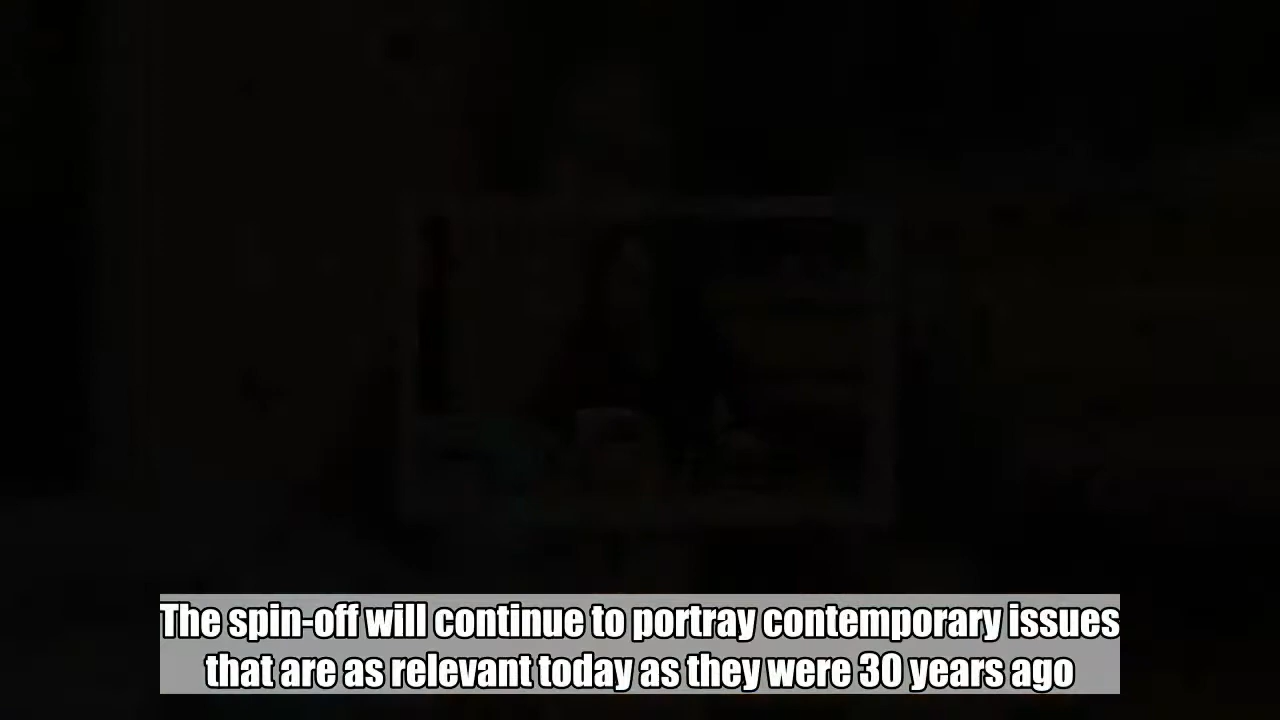 The spin-off will continue to portray contemporary issues
that are as relevant today as they were 30 years ago